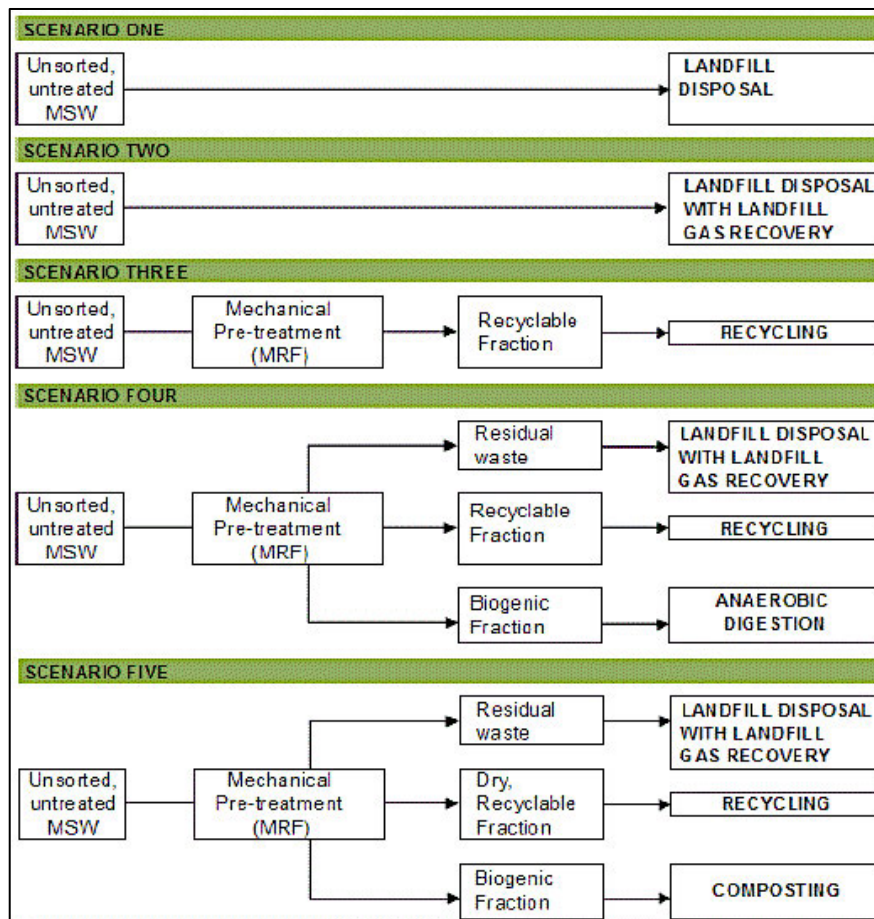 SCENARIO ONE
Unsorted,
untreated
MSW
LANDFILL
DISPOSAL
SCENARIO TWO
Unsorted,
untreated
MSW
LANDFILL DISPOSAL
WITH LANDFILL
GAS RECOVERY
SCENARIO THREE
Unsorted,
untreated
MSW
Mechanical
Pre-treatment
(MRF)
Recyclable
Fraction
RECYCLING
SCENARIO FOUR
Unsorted,
untreated
MSW
Mechanical
Pre-treatment
(MRF)
Residual
waste
LANDFILL DISPOSAL
WITH LANDFILL
GAS RECOVERY
Recyclable
Fraction
RECYCLING
Biogenic
Fraction
ANAEROBIC
DIGESTION
SCENARIO FIVE
Unsorted,
untreated
MSW
Mechanical
Pre-treatment
(MRF)
Residual
waste
LANDFILL DISPOSAL
WITH LANDFILL
GAS RECOVERY
Dry,
Recyclable
Fraction
RECYCLING
Biogenic
Fraction
COMPOSTING